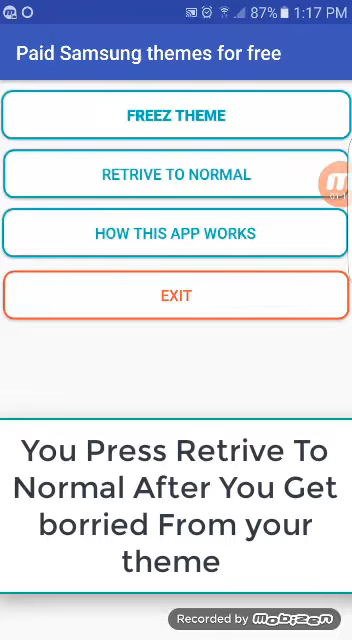 87% 1:17 PM
Paid Samsung themes for free
FREEZ THEME
RETRIVE TO NORMAL
HOW THIS APP WORKS
EXIT
You Press Retrive To
Normal After You Get
borried From your
theme
Recorded by mobizen